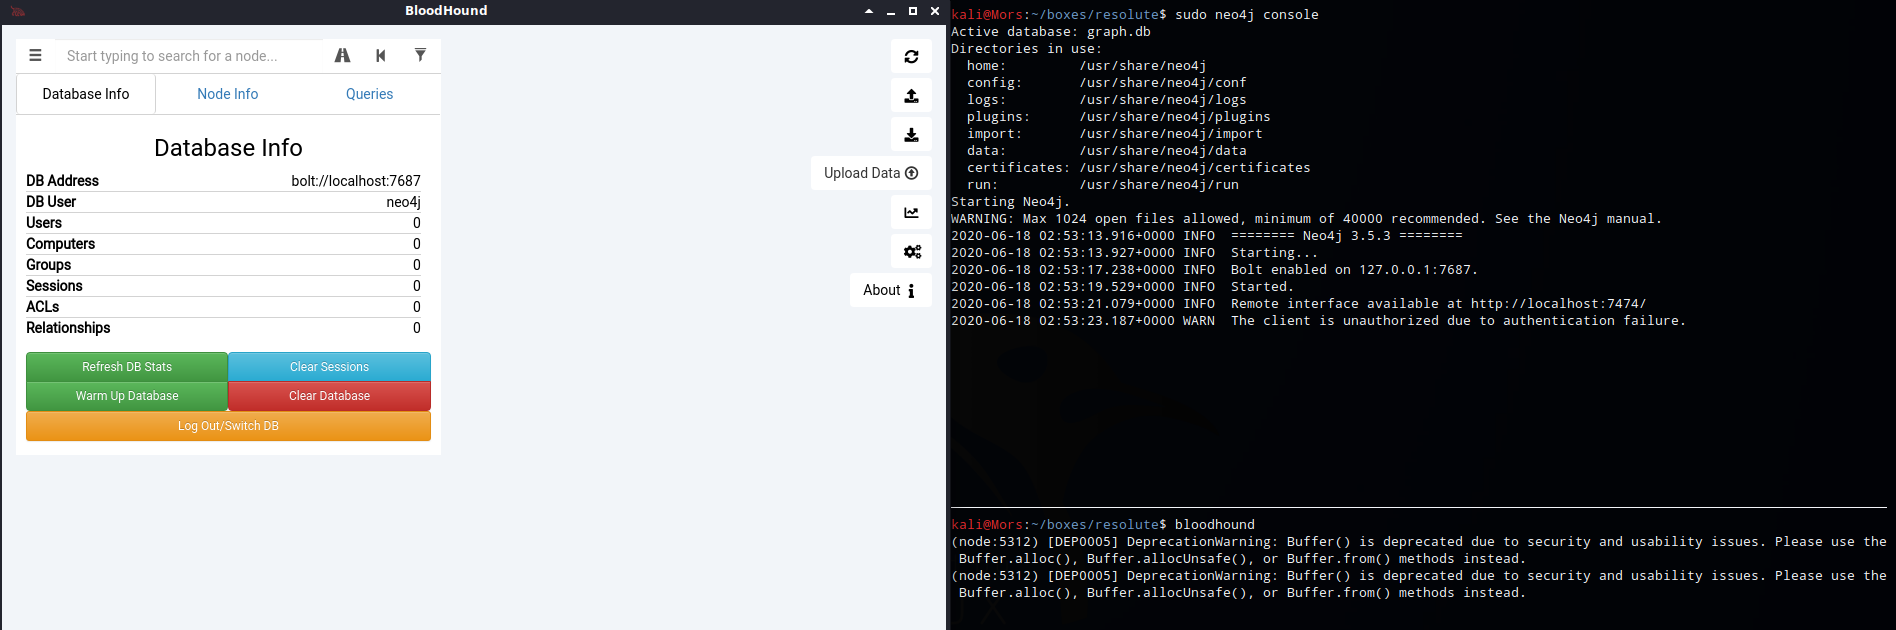 BloodHound
Start typing to search for a node...
Database Info Node Info Queries
Database Info
DB Address bolt://localhost:7687
DB User neo4j
Users 0
Computers 0
Groups 0
Sessions 0
ACLs 0
Relationships 0
Refresh DB Stats Clear Sessions
Warm Up Database Clear Database
Log Out/Switch DB
Upload Data
About
kali@Mors:~/boxes/resolute$ sudo neo4j console
Active database: graph.db
Directories in use:
  home:         /usr/share/neo4j
  config:       /usr/share/neo4j/conf
  logs:         /usr/share/neo4j/logs
  plugins:      /usr/share/neo4j/plugins
  import:       /usr/share/neo4j/import
  data:         /usr/share/neo4j/data
  certificates: /usr/share/neo4j/certificates
  run:          /usr/share/neo4j/run
Starting Neo4j.
WARNING: Max 1024 open files allowed, minimum of 40000 recommended. See the Neo4j manual.
2020-06-18 02:53:13.916+0000 INFO  ======== Neo4j 3.5.3 ========
2020-06-18 02:53:13.927+0000 INFO  Starting...
2020-06-18 02:53:17.238+0000 INFO  Bolt enabled on 127.0.0.1:7687.
2020-06-18 02:53:19.529+0000 INFO  Started.
2020-06-18 02:53:21.079+0000 INFO  Remote interface available at http://localhost:7474/
2020-06-18 02:53:23.187+0000 WARN  The client is unauthorized due to authentication failure.
kali@Mors:~/boxes/resolute$ bloodhound
(node:5312) [DEP0005] DeprecationWarning: Buffer() is deprecated due to security and usability issues. Please use the
 Buffer.alloc(), Buffer.allocUnsafe(), or Buffer.from() methods instead.
(node:5312) [DEP0005] DeprecationWarning: Buffer() is deprecated due to security and usability issues. Please use the
 Buffer.alloc(), Buffer.allocUnsafe(), or Buffer.from() methods instead.